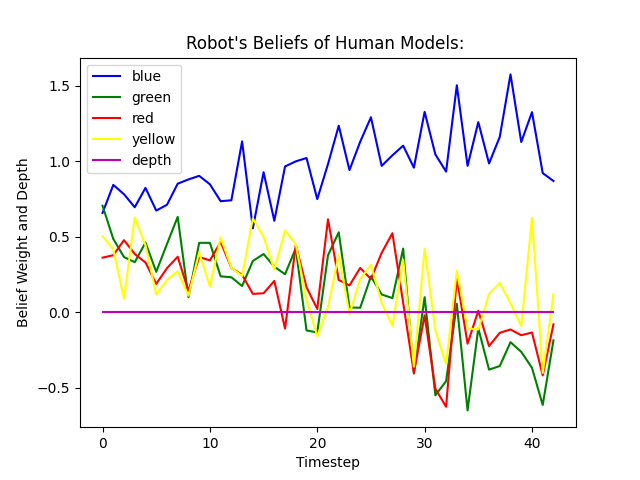 Robot's Beliefs of Human Models:
blue
green
red
yellow
depth
Belief Weight and Depth
1.5
1.0
0.5
0.0
−0.5
0
10
20
30
40
Timestep